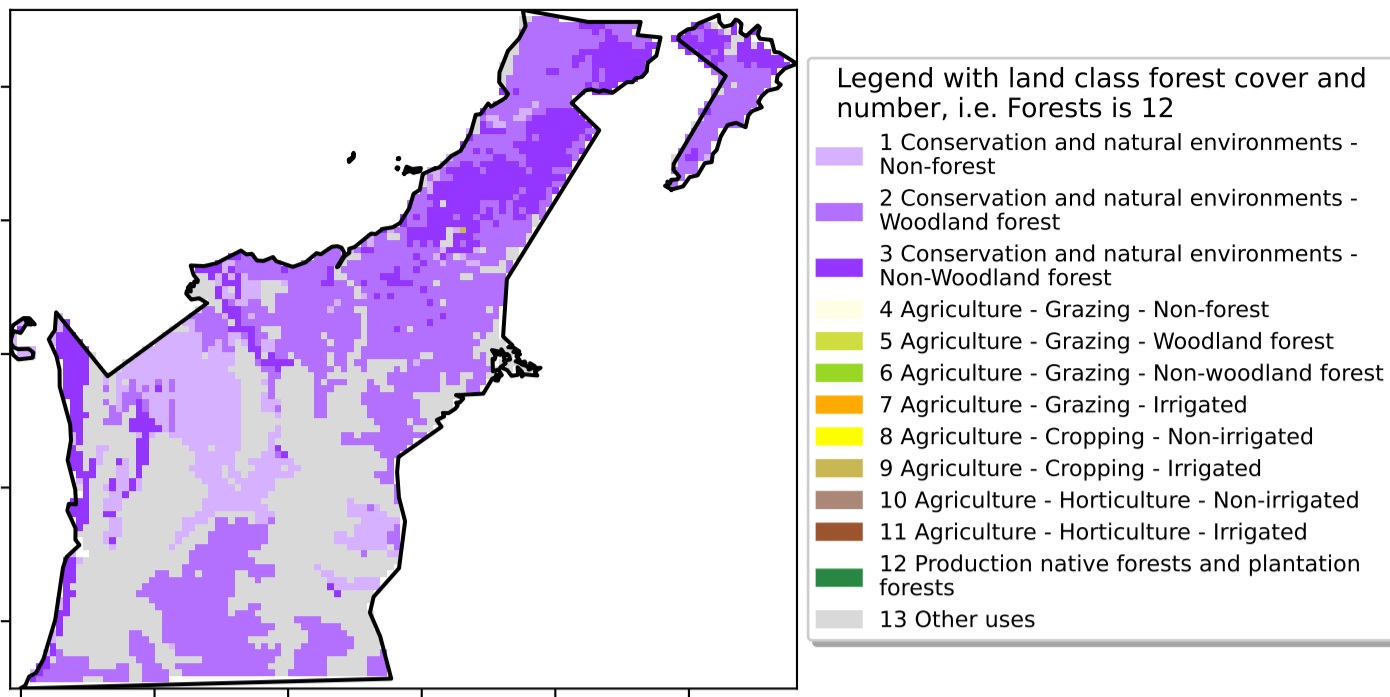 Legend with land class forest cover and
number, i.e. Forests is 12
1 Conservation and natural environments -
Non-forest
2 Conservation and natural environments -
Woodland forest
3 Conservation and natural environments -
Non-Woodland forest
4 Agriculture - Grazing - Non-forest
5 Agriculture - Grazing - Woodland forest
6 Agriculture - Grazing - Non-woodland forest
7 Agriculture - Grazing - Irrigated
8 Agriculture - Cropping - Non-irrigated
9 Agriculture - Cropping - Irrigated
10 Agriculture - Horticulture - Non-irrigated
11 Agriculture - Horticulture - Irrigated
12 Production native forests and plantation
forests
13 Other uses